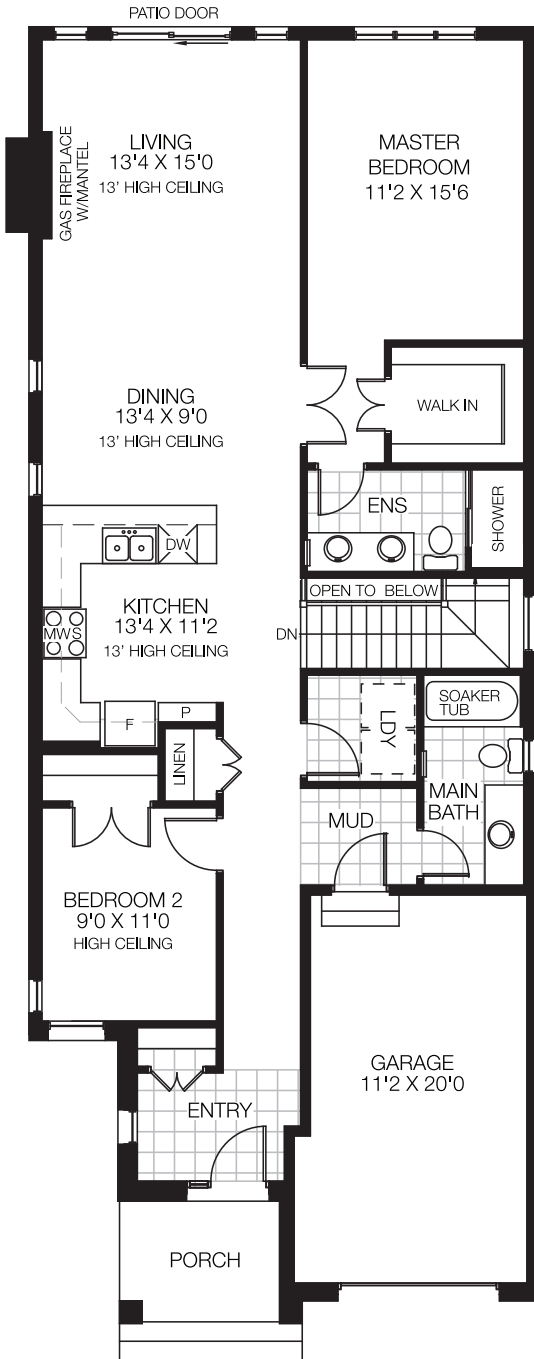 PATIO DOOR
LIVING
13'4 X 15'0
13' HIGH CEILING
GAS FIREPLACE
W/MANTEL
MASTER
BEDROOM
11'2 X 15'6
DINING
13'4 X 9'0
13' HIGH CEILING
WALK IN
ENS
SHOWER
DW
OPEN TO BELOW
KITCHEN
13'4 X 11'2
13' HIGH CEILING
MWS
DN
F
P
LINEN
LDY
SOAKER
TUB
MAIN
BATH
MUD
BEDROOM 2
9'0 X 11'0
HIGH CEILING
GARAGE
11'2 X 20'0
ENTRY
PORCH